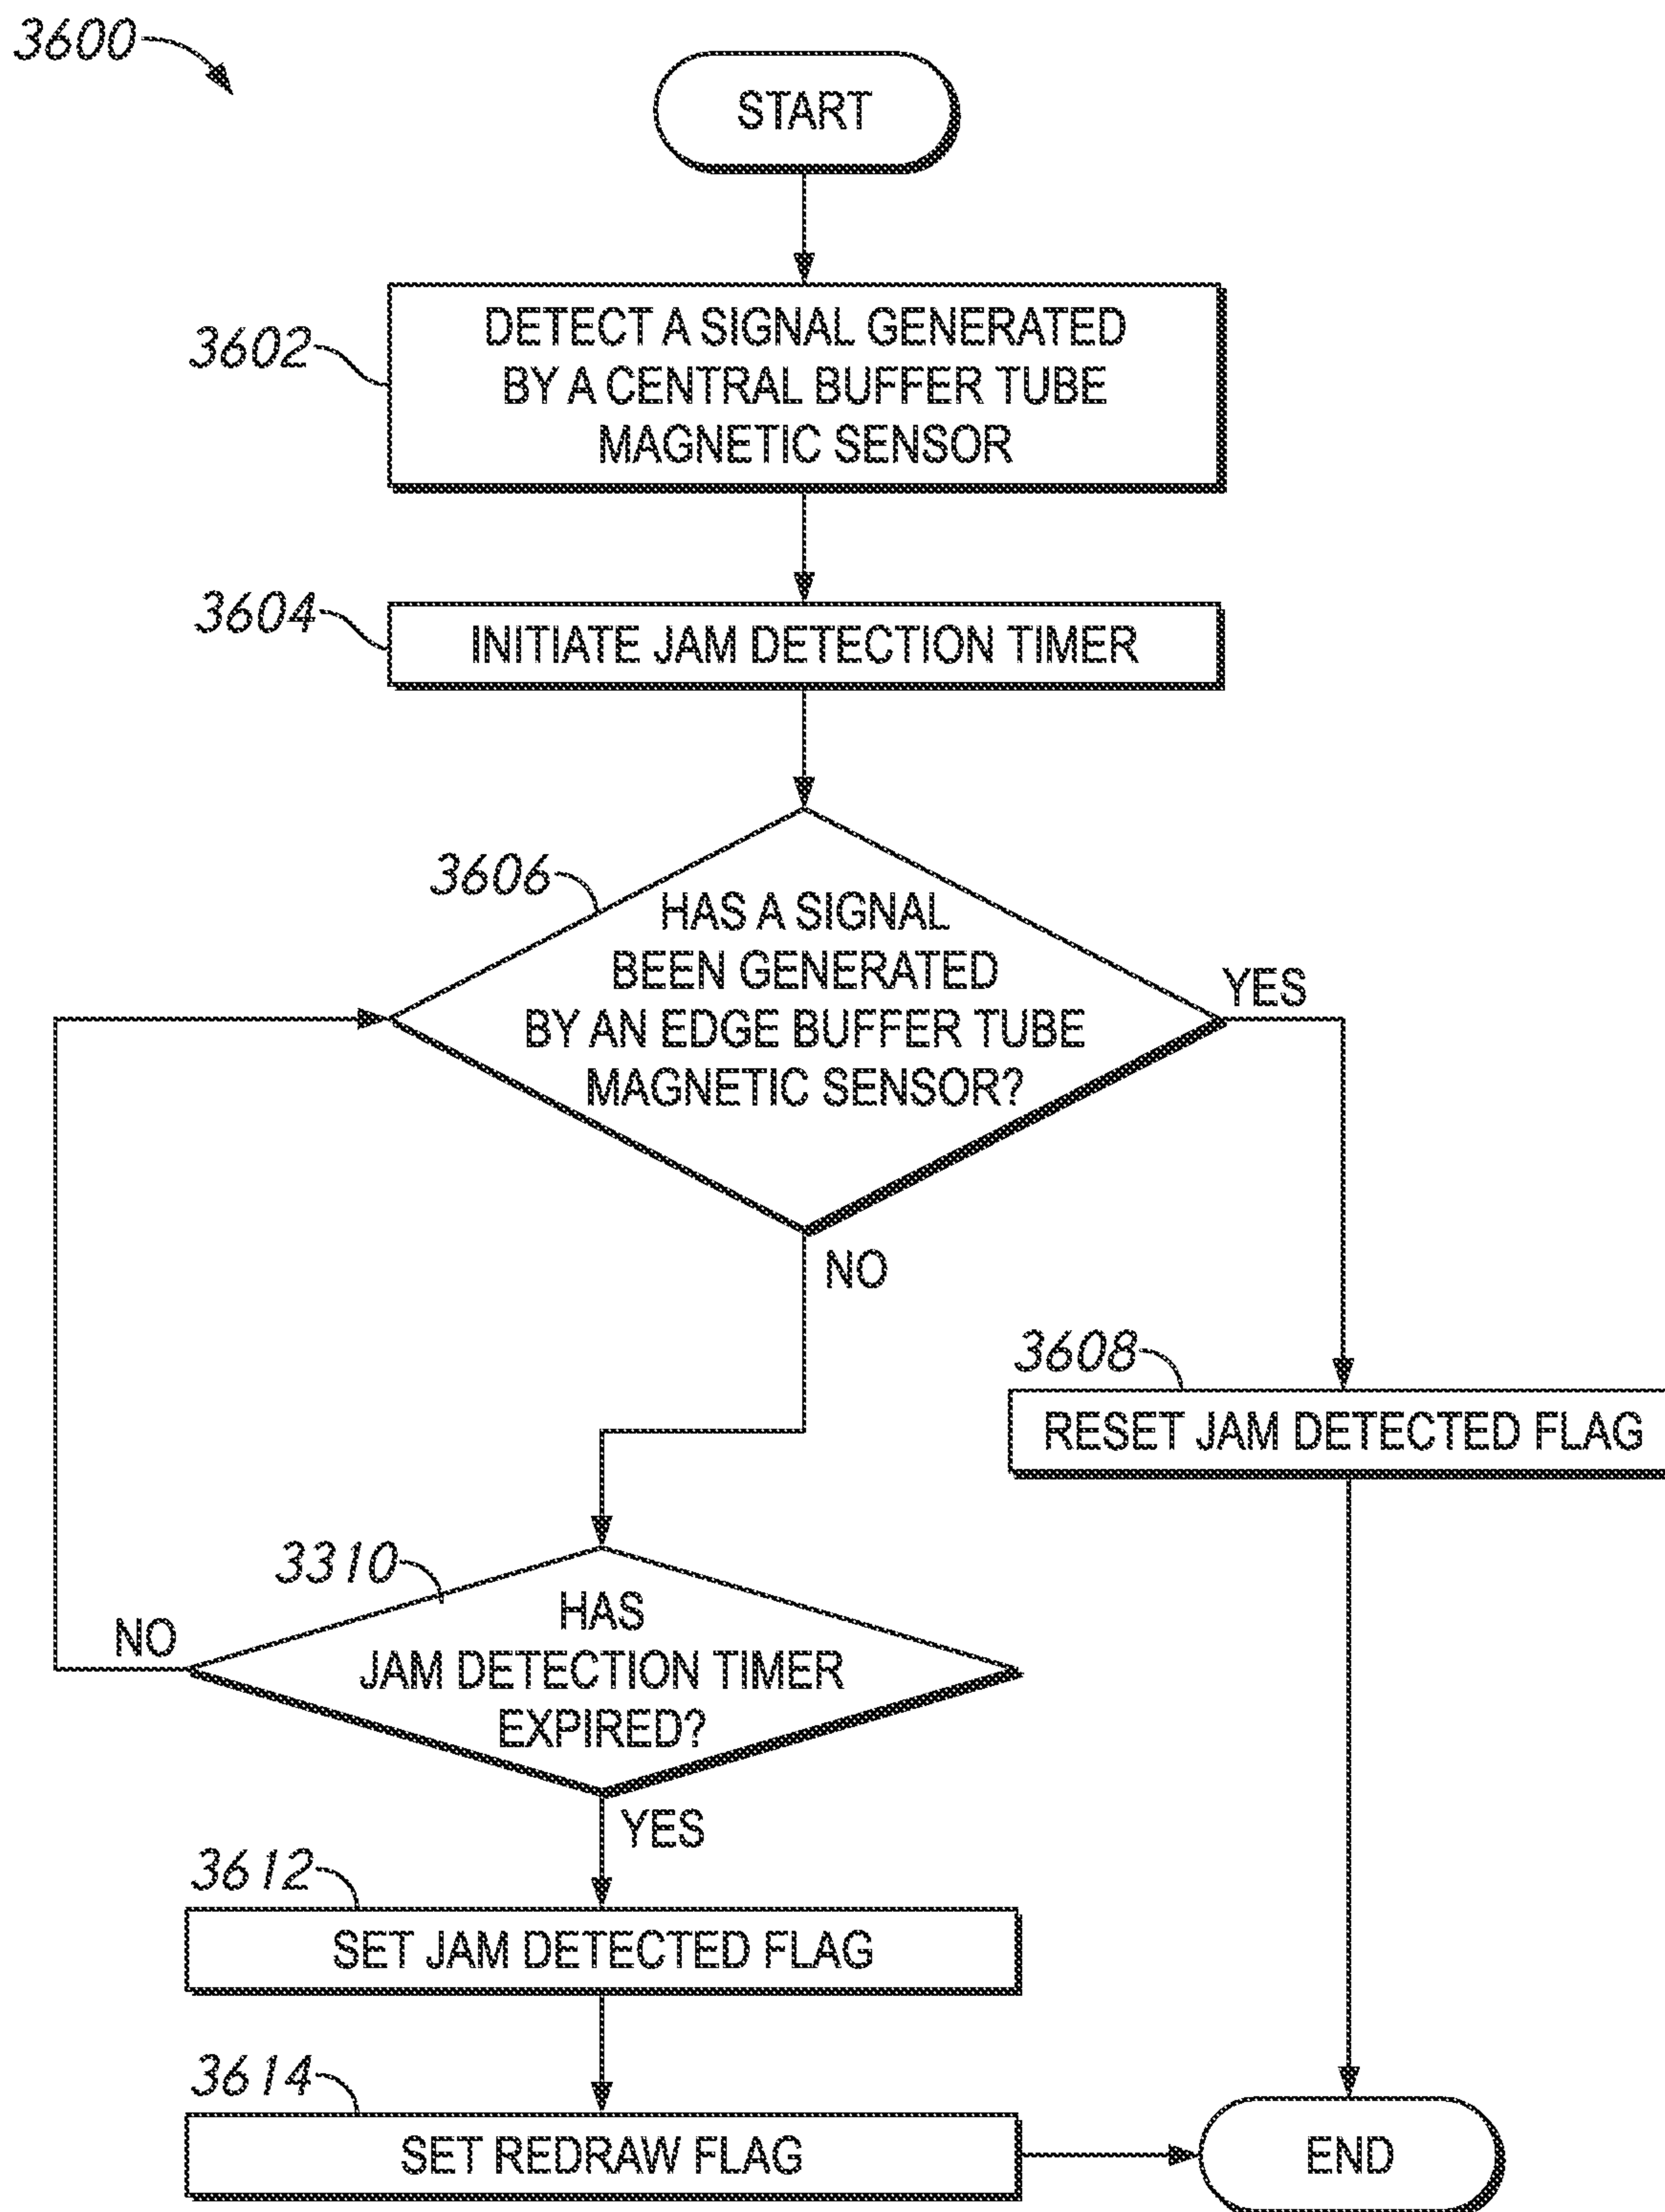 3600
START
3602
DETECT A SIGNAL GENERATED
BY A CENTRAL BUFFER TUBE
MAGNETIC SENSOR
3604
INITIATE JAM DETECTION TIMER
3606
HAS A SIGNAL
BEEN GENERATED
BY AN EDGE BUFFER TUBE
MAGNETIC SENSOR?
YES
NO
3608
RESET JAM DETECTED FLAG
3310
HAS
JAM DETECTION TIMER
EXPIRED?
NO
YES
3612
SET JAM DETECTED FLAG
3614
SET REDRAW FLAG
END